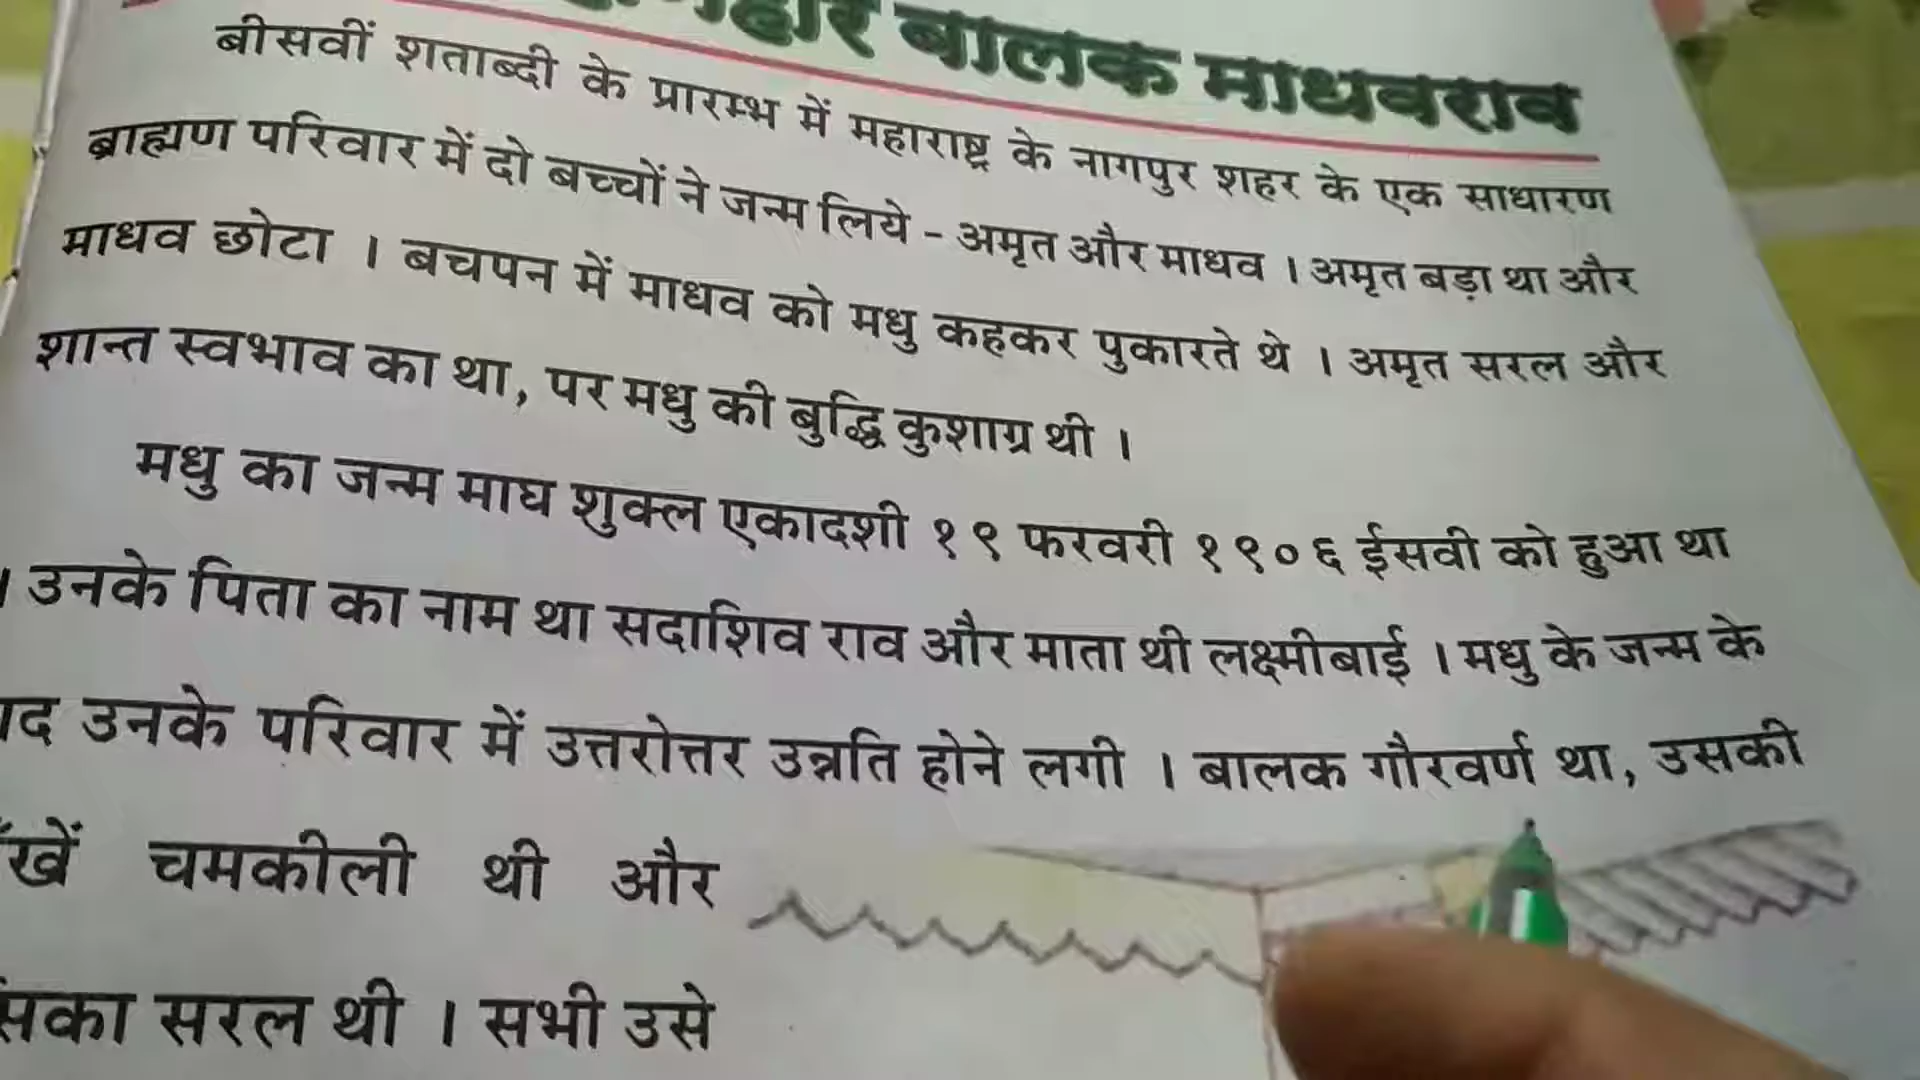 बालक माधवराव
बीसवीं शताब्दी के प्रारम्भ में महाराष्ट्र के नागपुर शहर के एक साधारण
ब्राह्मण परिवार में दो बच्चों ने जन्म लिये - अमृत और माधव । अमृत बड़ा था और
माधव छोटा । बचपन में माधव को मधु कहकर पुकारते थे । अमृत सरल और
शान्त स्वभाव का था, पर मधु की बुद्धि कुशाग्र थी ।
मधु का जन्म माघ शुक्ल एकादशी १९ फरवरी १९०६ ईसवी को हुआ था
। उनके पिता का नाम था सदाशिव राव और माता थी लक्ष्मीबाई । मधु के जन्म के
उनके परिवार में उत्तरोत्तर उन्नति होने लगी । बालक गौरवर्ण था, उसकी
चमकीली थी और
सरल थी । सभी उसे